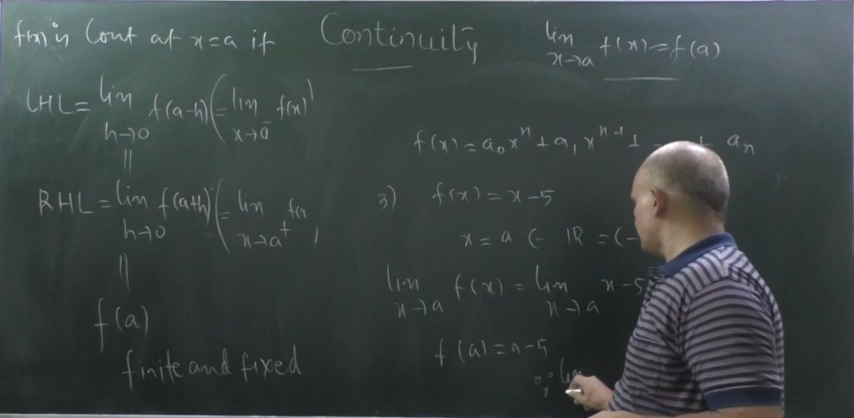 f(x) is Cont at x=a if
Continuity
lim x→a f(x)=f(a)
LHL= lim h→0 f(a-h) (= lim x→a⁻ f(x)
||
RHL= lim h→0 f(a+h) (= lim x→a⁺ f(x)
||
f(a)
finite and fixed
f(x)=a₀xⁿ+a₁xⁿ⁻¹+ - + aₙ
3) f(x)=x-5
x=a ∈ IR =(-
lim x→a f(x)= lim x→a x-5
f(a)=a-5
∴ lim